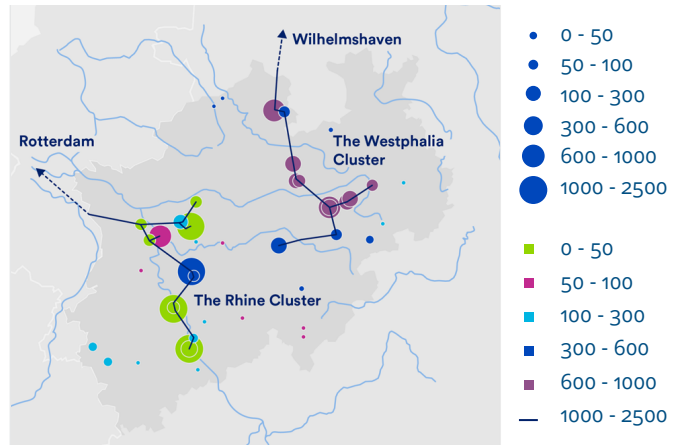 Wilhelmshaven
Rotterdam
The Westphalia
Cluster
The Rhine Cluster
0 - 50
50 - 100
100 - 300
300 - 600
600 - 1000
1000 - 2500
0 - 50
50 - 100
100 - 300
300 - 600
600 - 1000
1000 - 2500